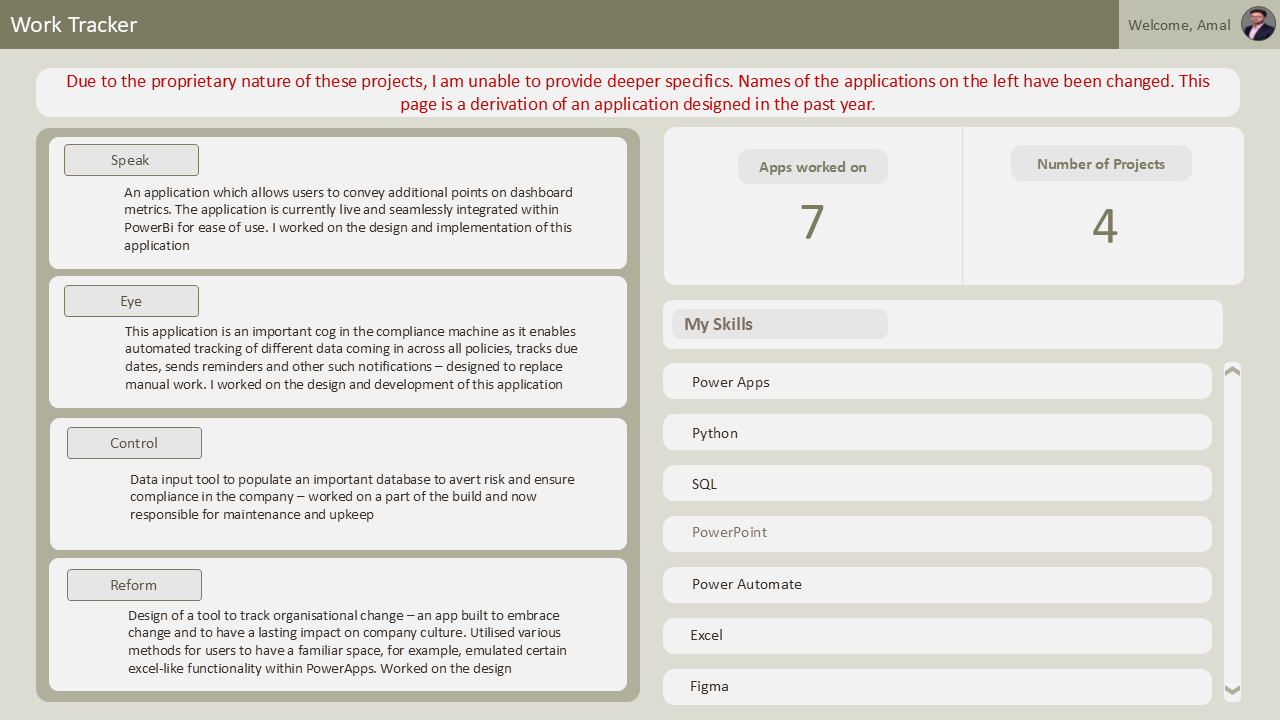 Work Tracker
Welcome, Amal
Due to the proprietary nature of these projects, I am unable to provide deeper specifics. Names of the applications on the left have been changed. This
page is a derivation of an application designed in the past year.
Speak
An application which allows users to convey additional points on dashboard
metrics. The application is currently live and seamlessly integrated within
PowerBi for ease of use. I worked on the design and implementation of this
application
Eye
This application is an important cog in the compliance machine as it enables
automated tracking of different data coming in across all policies, tracks due
dates, sends reminders and other such notifications – designed to replace
manual work. I worked on the design and development of this application
Control
Data input tool to populate an important database to avert risk and ensure
compliance in the company – worked on a part of the build and now
responsible for maintenance and upkeep
Reform
Design of a tool to track organisational change – an app built to embrace
change and to have a lasting impact on company culture. Utilised various
methods for users to have a familiar space, for example, emulated certain
excel-like functionality within PowerApps. Worked on the design
Apps worked on
7
Number of Projects
4
My Skills
Power Apps
Python
SQL
PowerPoint
Power Automate
Excel
Figma